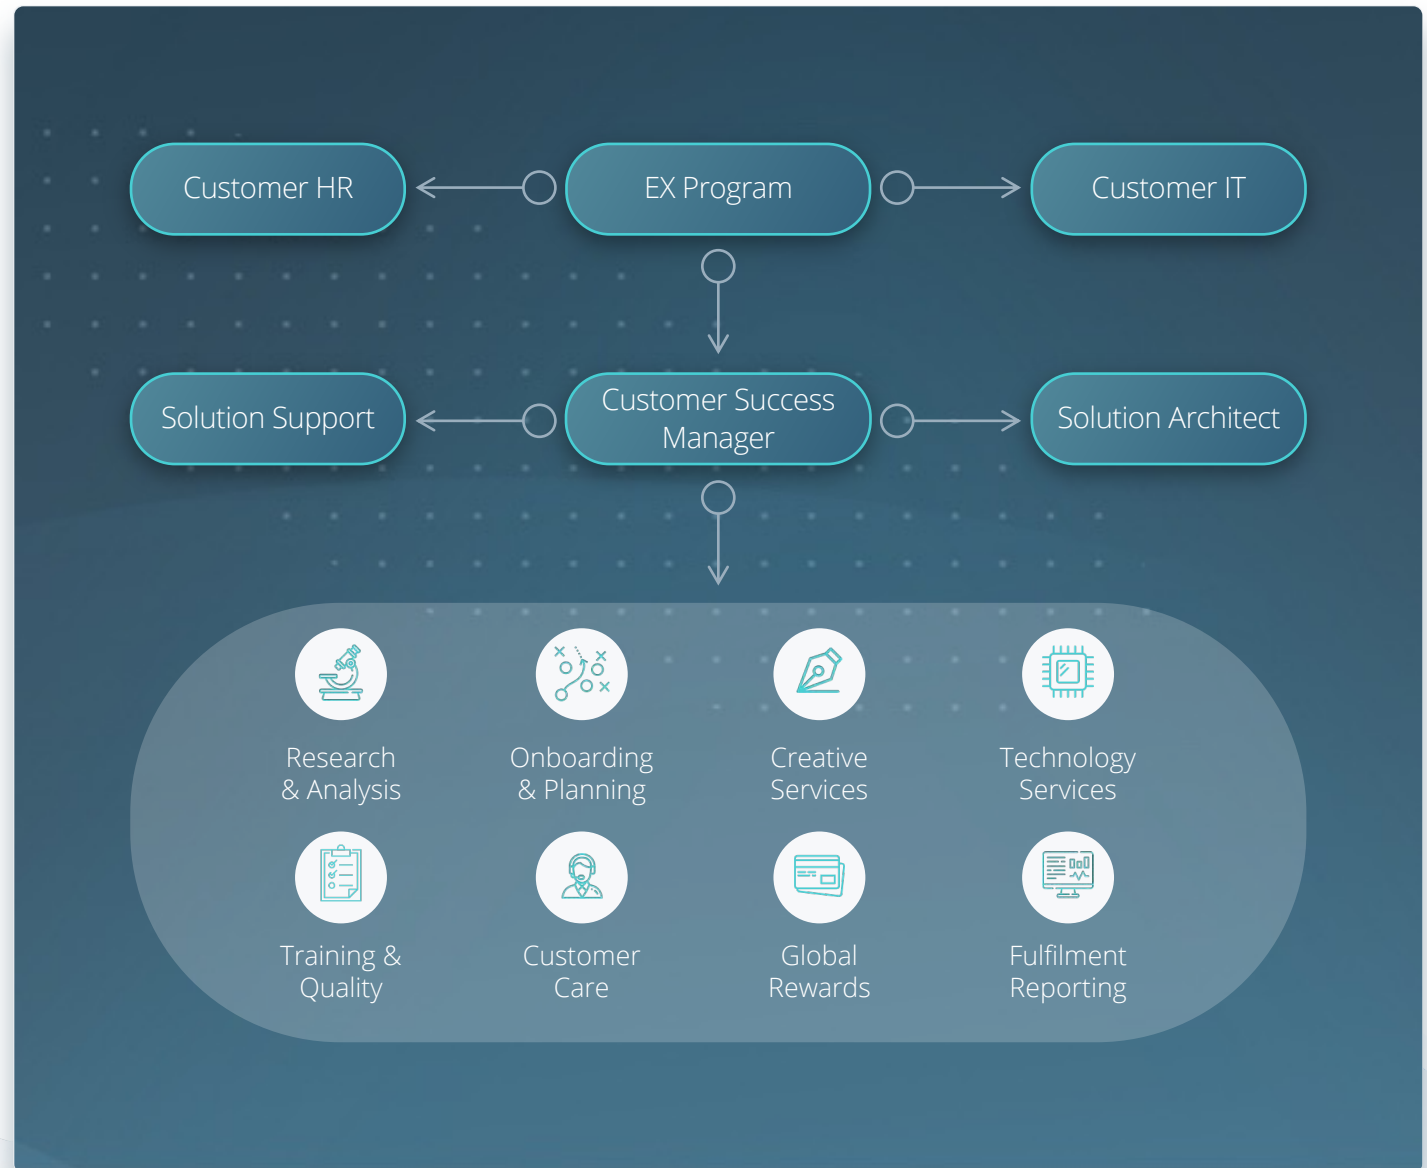 Customer HR
EX Program
Customer IT
Solution Support
Customer Success
Manager
Solution Architect
Research
& Analysis
Onboarding
& Planning
Creative
Services
Technology
Services
Training &
Quality
Customer
Care
Global
Rewards
Fulfilment
Reporting